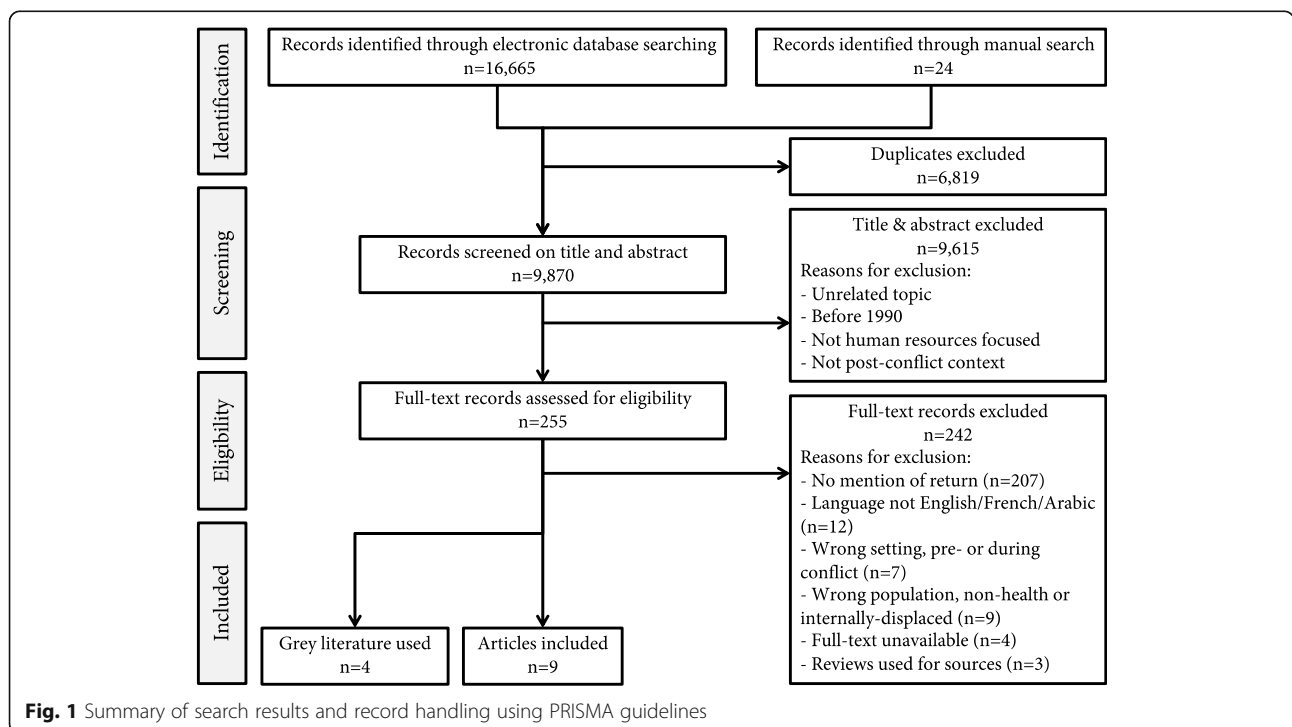 Identification
Records identified through electronic database searching
n=16,665
Records identified through manual search
n=24
Duplicates excluded
n=6,819
Screening
Records screened on title and abstract
n=9,870
Title & abstract excluded
n=9,615
Reasons for exclusion:
- Unrelated topic
- Before 1990
- Not human resources focused
- Not post-conflict context
Eligibility
Full-text records assessed for eligibility
n=255
Full-text records excluded
n=242
Reasons for exclusion:
- No mention of return (n=207)
- Language not English/French/Arabic
(n=12)
- Wrong setting, pre- or during
conflict (n=7)
- Wrong population, non-health or
internally-displaced (n=9)
- Full-text unavailable (n=4)
- Reviews used for sources (n=3)
Included
Grey literature used
n=4
Articles included
n=9
Fig. 1 Summary of search results and record handling using PRISMA guidelines